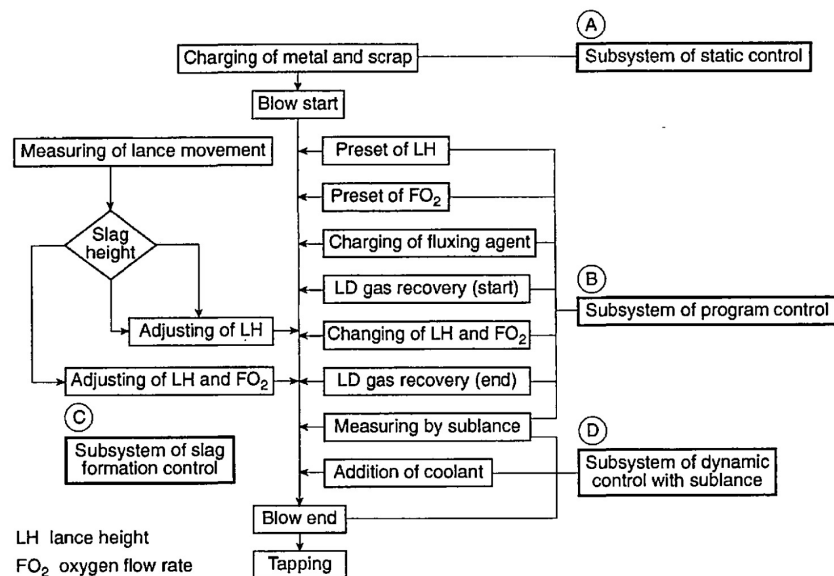 A
Charging of metal and scrap
Subsystem of static control
Blow start
Measuring of lance movement
Preset of LH
Preset of FO₂
Slag
height
Charging of fluxing agent
B
LD gas recovery (start)
Subsystem of program control
Adjusting of LH
Changing of LH and FO₂
Adjusting of LH and FO₂
LD gas recovery (end)
C
Measuring by sublance
D
Subsystem of slag
formation control
Addition of coolant
Subsystem of dynamic
control with sublance
Blow end
LH lance height
FO₂ oxygen flow rate
Tapping